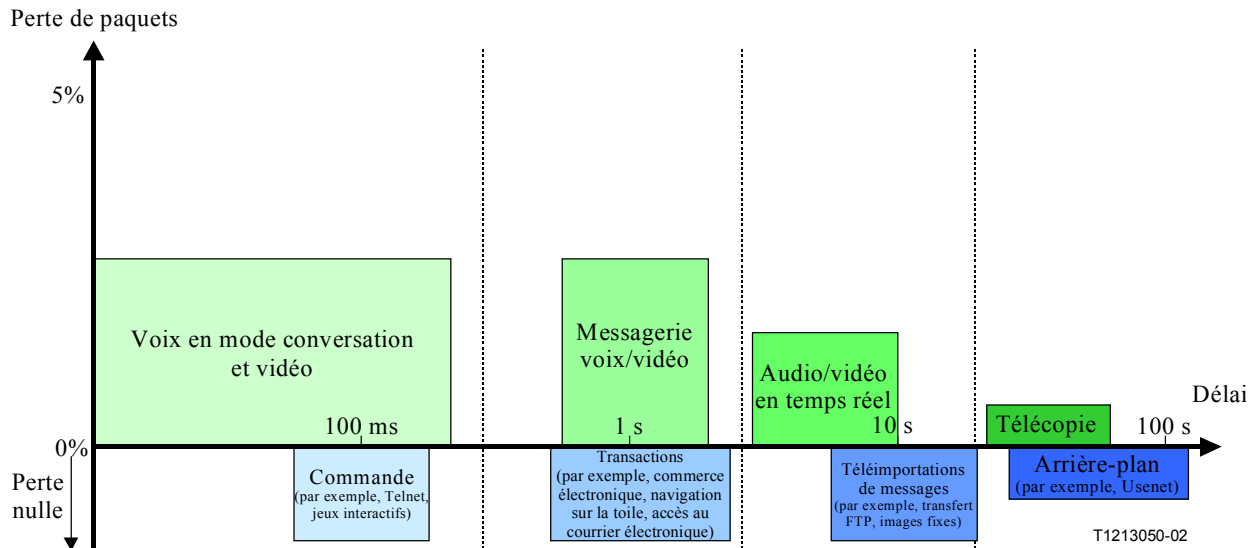 Perte de paquets
5%
Voix en mode conversation
et vidéo
Messagerie
voix/vidéo
Audio/vidéo
en temps réel
Télécopie
Délai
100 ms
1 s
10 s
100 s
0%
Perte
nulle
Commande
(par exemple, Telnet,
jeux interactifs)
Transactions
(par exemple, commerce
électronique, navigation
sur la toile, accès au
courrier électronique)
Téléimportations
de messages
(par exemple, transfert
FTP, images fixes)
Arrière-plan
(par exemple, Usenet)
T1213050-02